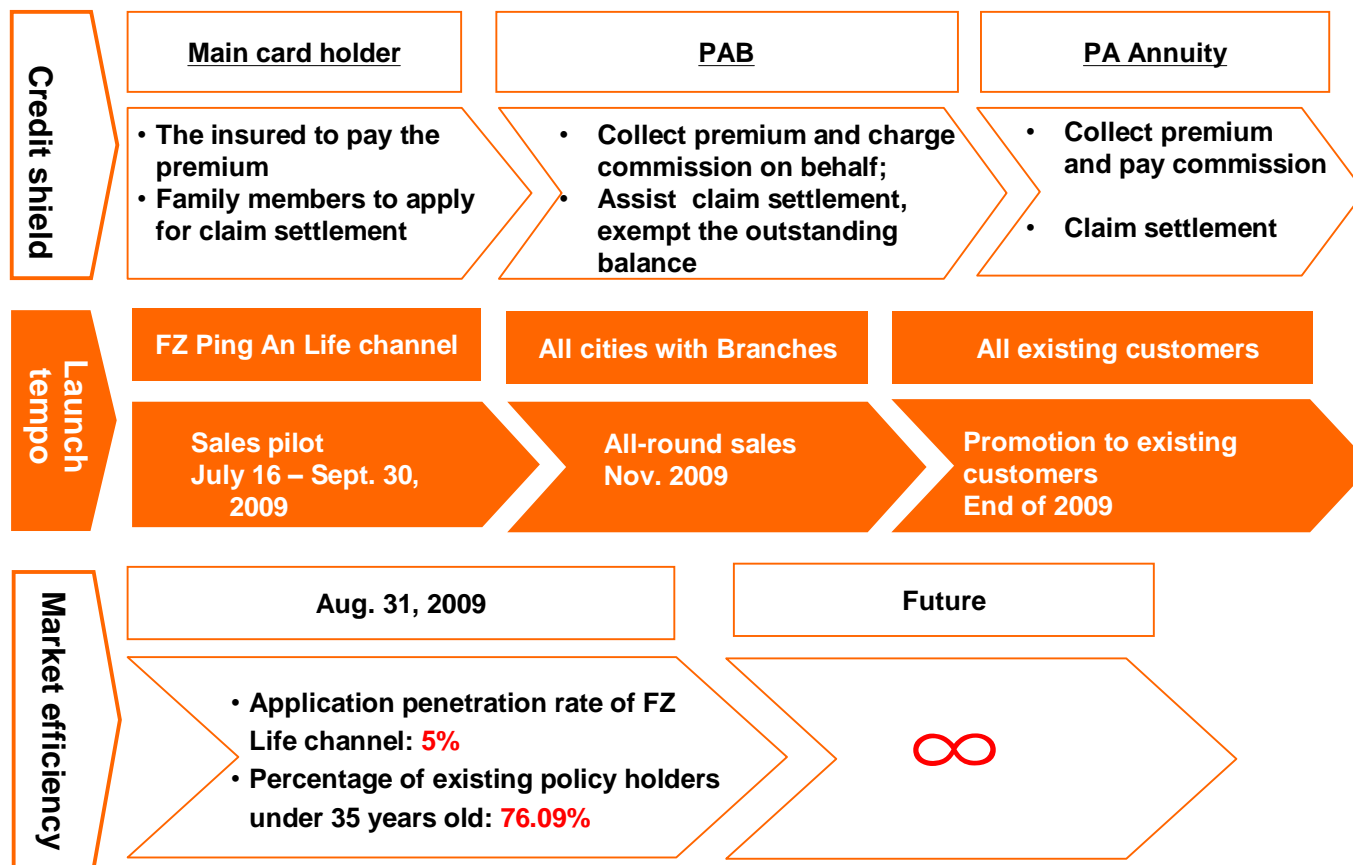 Credit shield
Main card holder
• The insured to pay the
premium
• Family members to apply
for claim settlement
PAB
• Collect premium and charge
commission on behalf;
• Assist claim settlement,
exempt the outstanding
balance
PA Annuity
• Collect premium
and pay commission
• Claim settlement
Launch
tempo
FZ Ping An Life channel
Sales pilot
July 16 – Sept. 30,
2009
All cities with Branches
All-round sales
Nov. 2009
All existing customers
Promotion to existing
customers
End of 2009
Market efficiency
Aug. 31, 2009
• Application penetration rate of FZ
Life channel: 5%
• Percentage of existing policy holders
under 35 years old: 76.09%
Future
∞